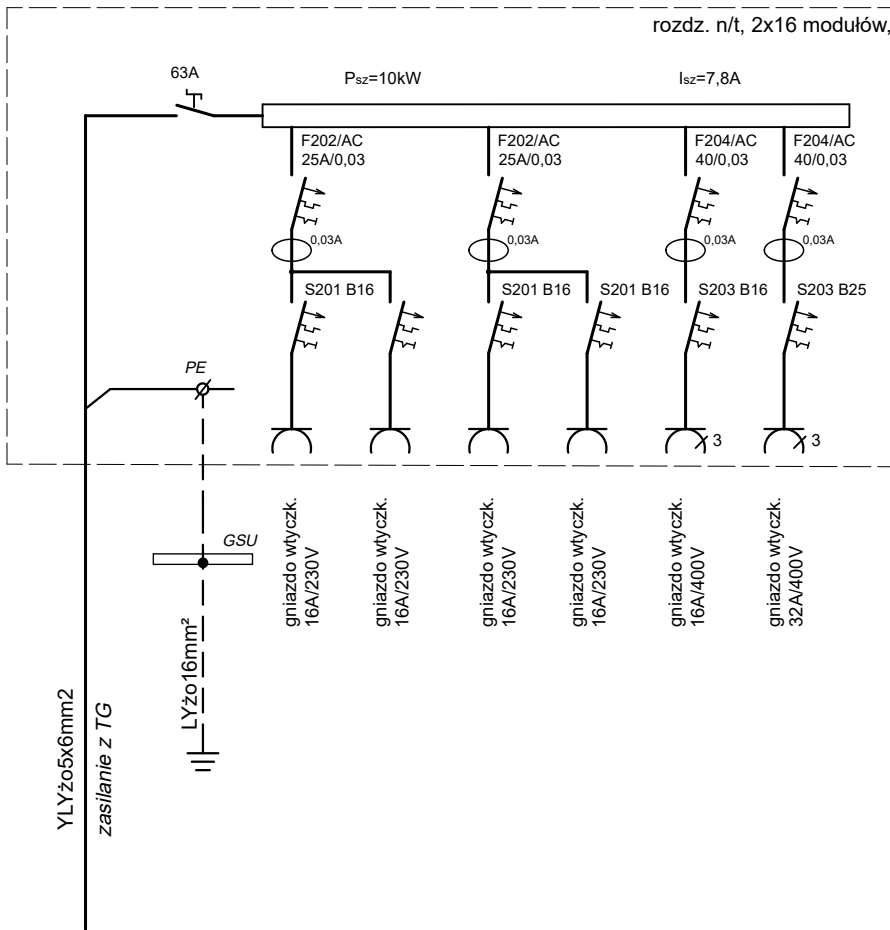 rozdz. n/t, 2x16 modułów,
63A
Psz=10kW
Isz=7,8A
F202/AC
25A/0,03
F202/AC
25A/0,03
F204/AC
40/0,03
F204/AC
40/0,03
0,03A
0,03A
0,03A
0,03A
S201 B16
S201 B16
S201 B16
S203 B16
S203 B25
PE
3
3
GSU
gniazdo wtyczk.
16A/230V
gniazdo wtyczk.
16A/230V
gniazdo wtyczk.
16A/230V
gniazdo wtyczk.
16A/230V
gniazdo wtyczk.
16A/400V
gniazdo wtyczk.
32A/400V
LYżo16mm²
YLYżo5x6mm2
zasilanie z TG